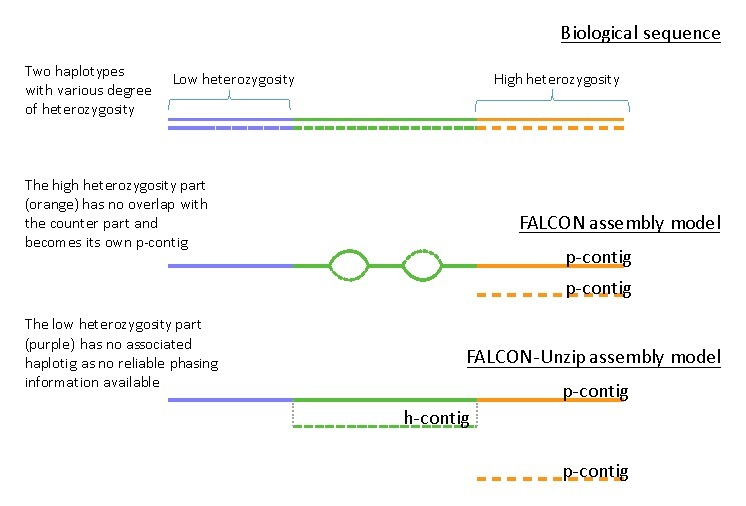 Biological sequence
Two haplotypes
with various degree
of heterozygosity
Low heterozygosity
High heterozygosity
The high heterozygosity part
(orange) has no overlap with
the counter part and
becomes its own p-contig
FALCON assembly model
p-contig
p-contig
The low heterozygosity part
(purple) has no associated
haplotig as no reliable phasing
information available
FALCON-Unzip assembly model
p-contig
h-contig
p-contig